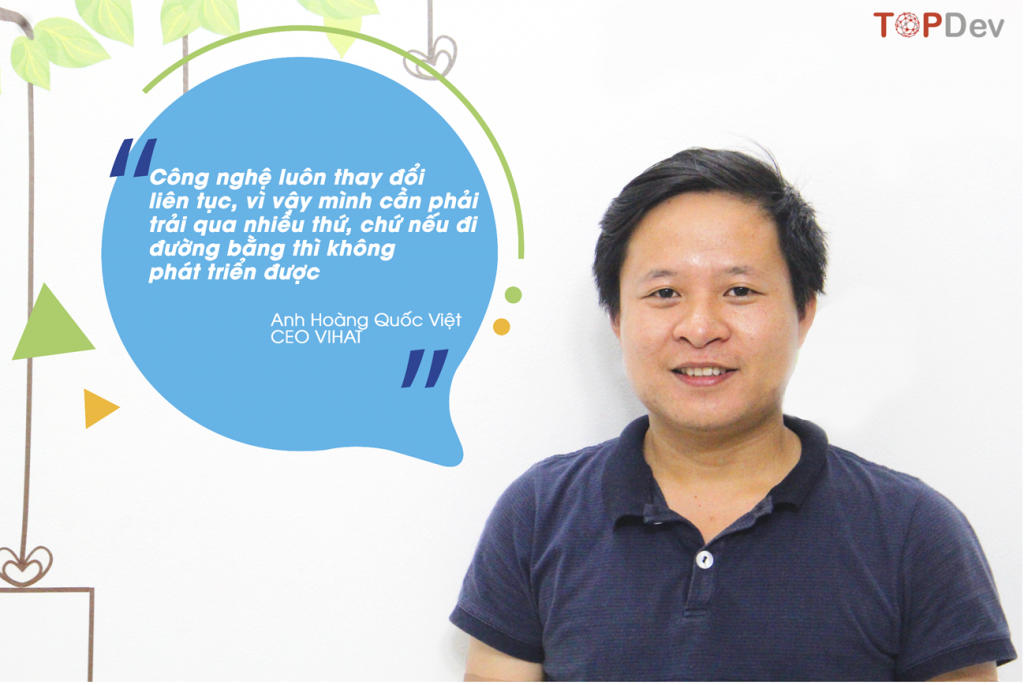 TOPDev
Công nghệ luôn thay đổi
liên tục, vì vậy mình cần phải
trải qua nhiều thứ, chứ nếu đi
đường bằng thì không
phát triển được
Anh Hoàng Quốc Việt
CEO VIHAT